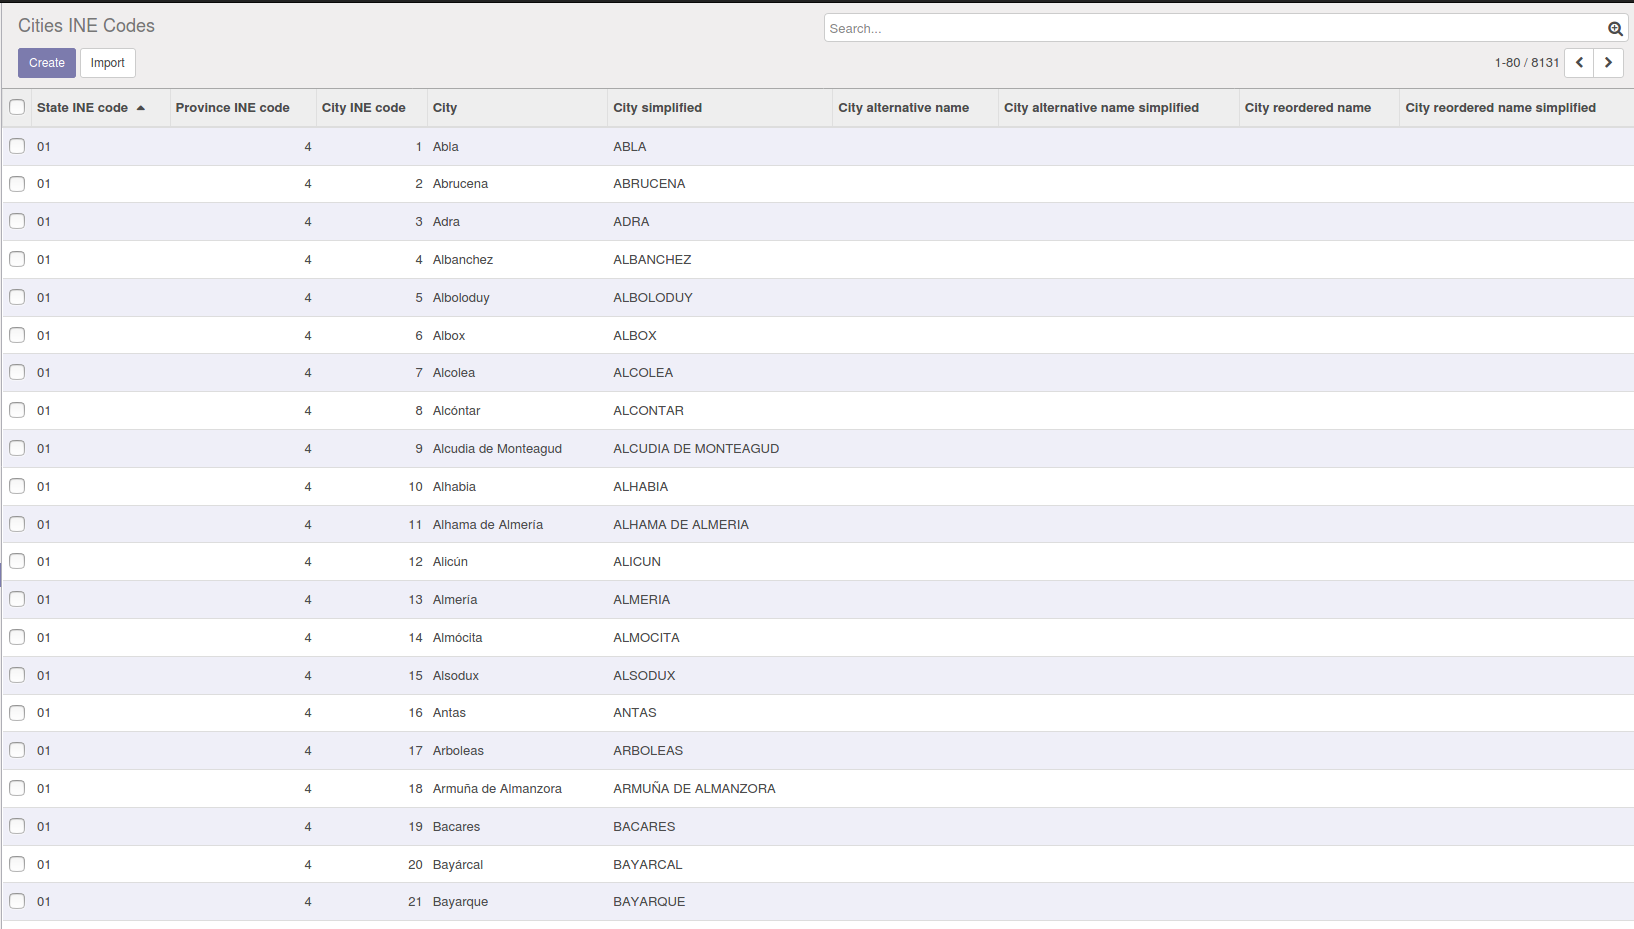 Cities INE Codes
Search...
Create Import
1-80 / 8131
State INE code Province INE code City INE code City City simplified City alternative name City alternative name simplified City reordered name City reordered name simplified
01 4 1 Abla ABLA
01 4 2 Abrucena ABRUCENA
01 4 3 Adra ADRA
01 4 4 Albanchez ALBANCHEZ
01 4 5 Alboloduy ALBOLODUY
01 4 6 Albox ALBOX
01 4 7 Alcolea ALCOLEA
01 4 8 Alcóntar ALCONTAR
01 4 9 Alcudia de Monteagud ALCUDIA DE MONTEAGUD
01 4 10 Alhabia ALHABIA
01 4 11 Alhama de Almería ALHAMA DE ALMERIA
01 4 12 Alicún ALICUN
01 4 13 Almería ALMERIA
01 4 14 Almócita ALMOCITA
01 4 15 Alsodux ALSODUX
01 4 16 Antas ANTAS
01 4 17 Arboleas ARBOLEAS
01 4 18 Armuña de Almanzora ARMUÑA DE ALMANZORA
01 4 19 Bacares BACARES
01 4 20 Bayárcal BAYARCAL
01 4 21 Bayarque BAYARQUE